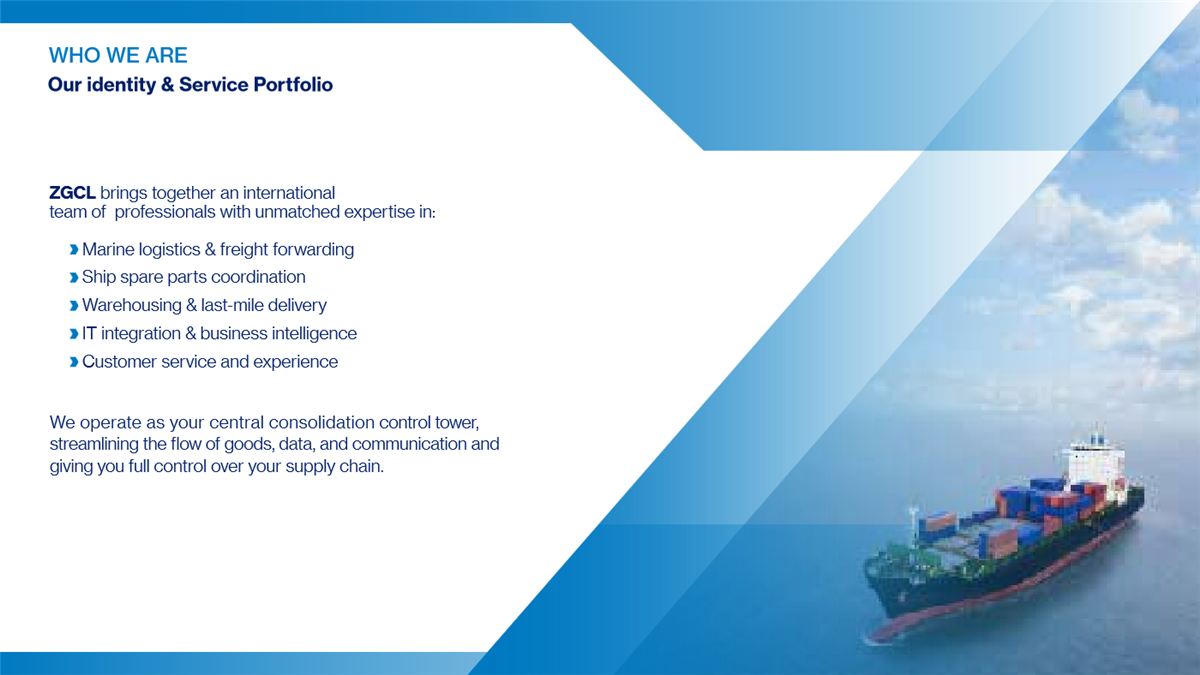 WHO WE ARE
Our identity & Service Portfolio
ZGCL brings together an international
team of  professionals with unmatched expertise in:
Marine logistics & freight forwarding
Ship spare parts coordination
Warehousing & last-mile delivery
IT integration & business intelligence
Customer service and experience
We operate as your central consolidation control tower,
streamlining the flow of goods, data, and communication and
giving you full control over your supply chain.